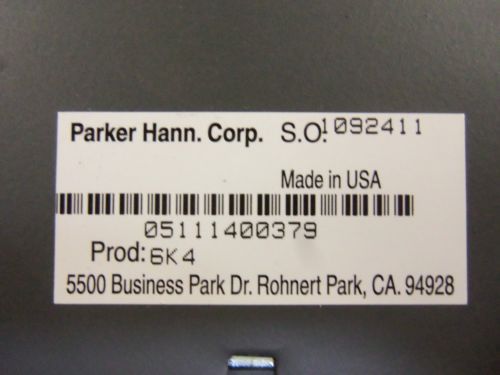 Parker Hann. Corp. S.O. 1092411
Made in USA
05111400379
Prod: 6K4
5500 Business Park Dr. Rohnert Park, CA. 94928